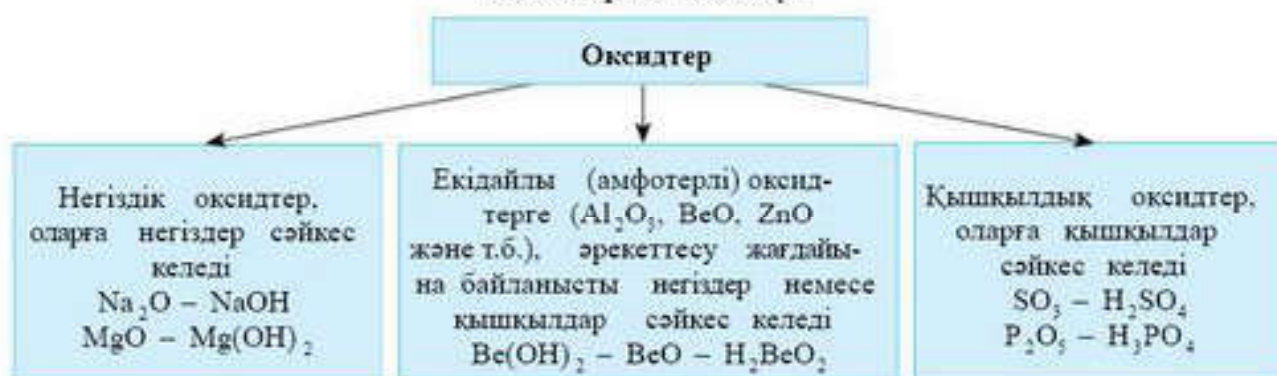 Оксидтер
Негіздік оксидтер,
оларға негіздер сәйкес
келеді
Na₂O – NaOH
MgO – Mg(OH)₂
Екідайлы (амфотерлі) оксид-
терге (Al₂O₃, BeO, ZnO
және т.б.), әрекеттесу жағдайы-
на байланысты негіздер немесе
қышқылдар сәйкес келеді
Be(OH)₂ – BeO – H₂BeO₂
Қышқылдық оксидтер,
оларға қышқылдар
сәйкес келеді
SO₃ – H₂SO₄
P₂O₅ – H₃PO₄